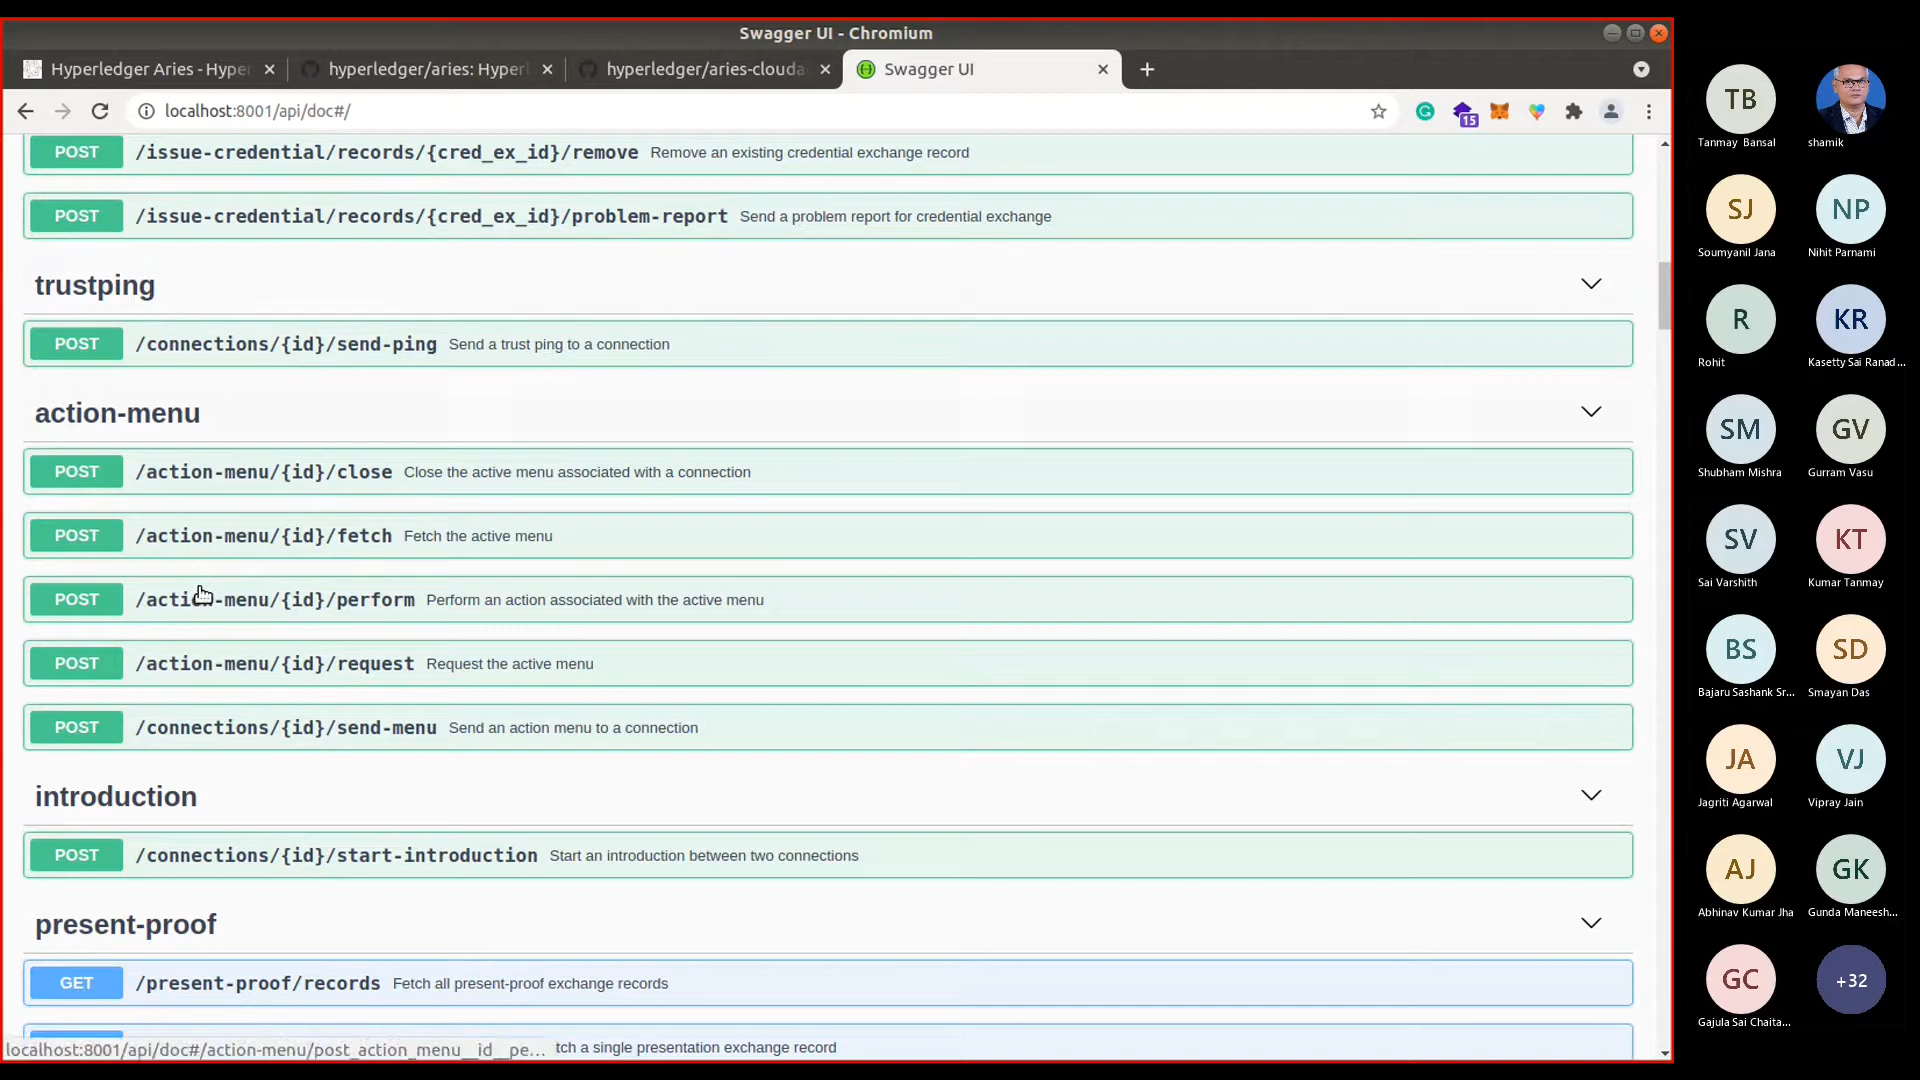 Swagger UI - Chromium
Hyperledger Aries - Hyper
hyperledger/aries: Hyperl
hyperledger/aries-clouda
Swagger UI
localhost:8001/api/doc#/
15
POST /issue-credential/records/{cred_ex_id}/remove Remove an existing credential exchange record
POST /issue-credential/records/{cred_ex_id}/problem-report Send a problem report for credential exchange
trustping
POST /connections/{id}/send-ping Send a trust ping to a connection
action-menu
POST /action-menu/{id}/close Close the active menu associated with a connection
POST /action-menu/{id}/fetch Fetch the active menu
POST /action-menu/{id}/perform Perform an action associated with the active menu
POST /action-menu/{id}/request Request the active menu
POST /connections/{id}/send-menu Send an action menu to a connection
introduction
POST /connections/{id}/start-introduction Start an introduction between two connections
present-proof
GET /present-proof/records Fetch all present-proof exchange records
tch a single presentation exchange record
localhost:8001/api/doc#/action-menu/post_action_menu__id__pe...
TB
Tanmay Bansal
shamik
SJ
Soumyanil Jana
NP
Nihit Parnami
R
Rohit
KR
Kasetty Sai Ranad...
SM
Shubham Mishra
GV
Gurram Vasu
SV
Sai Varshith
KT
Kumar Tanmay
BS
Bajaru Sashank Sr...
SD
Smayan Das
JA
Jagriti Agarwal
VJ
Vipray Jain
AJ
Abhinav Kumar Jha
GK
Gunda Maneesh...
GC
Gajula Sai Chaita...
+32